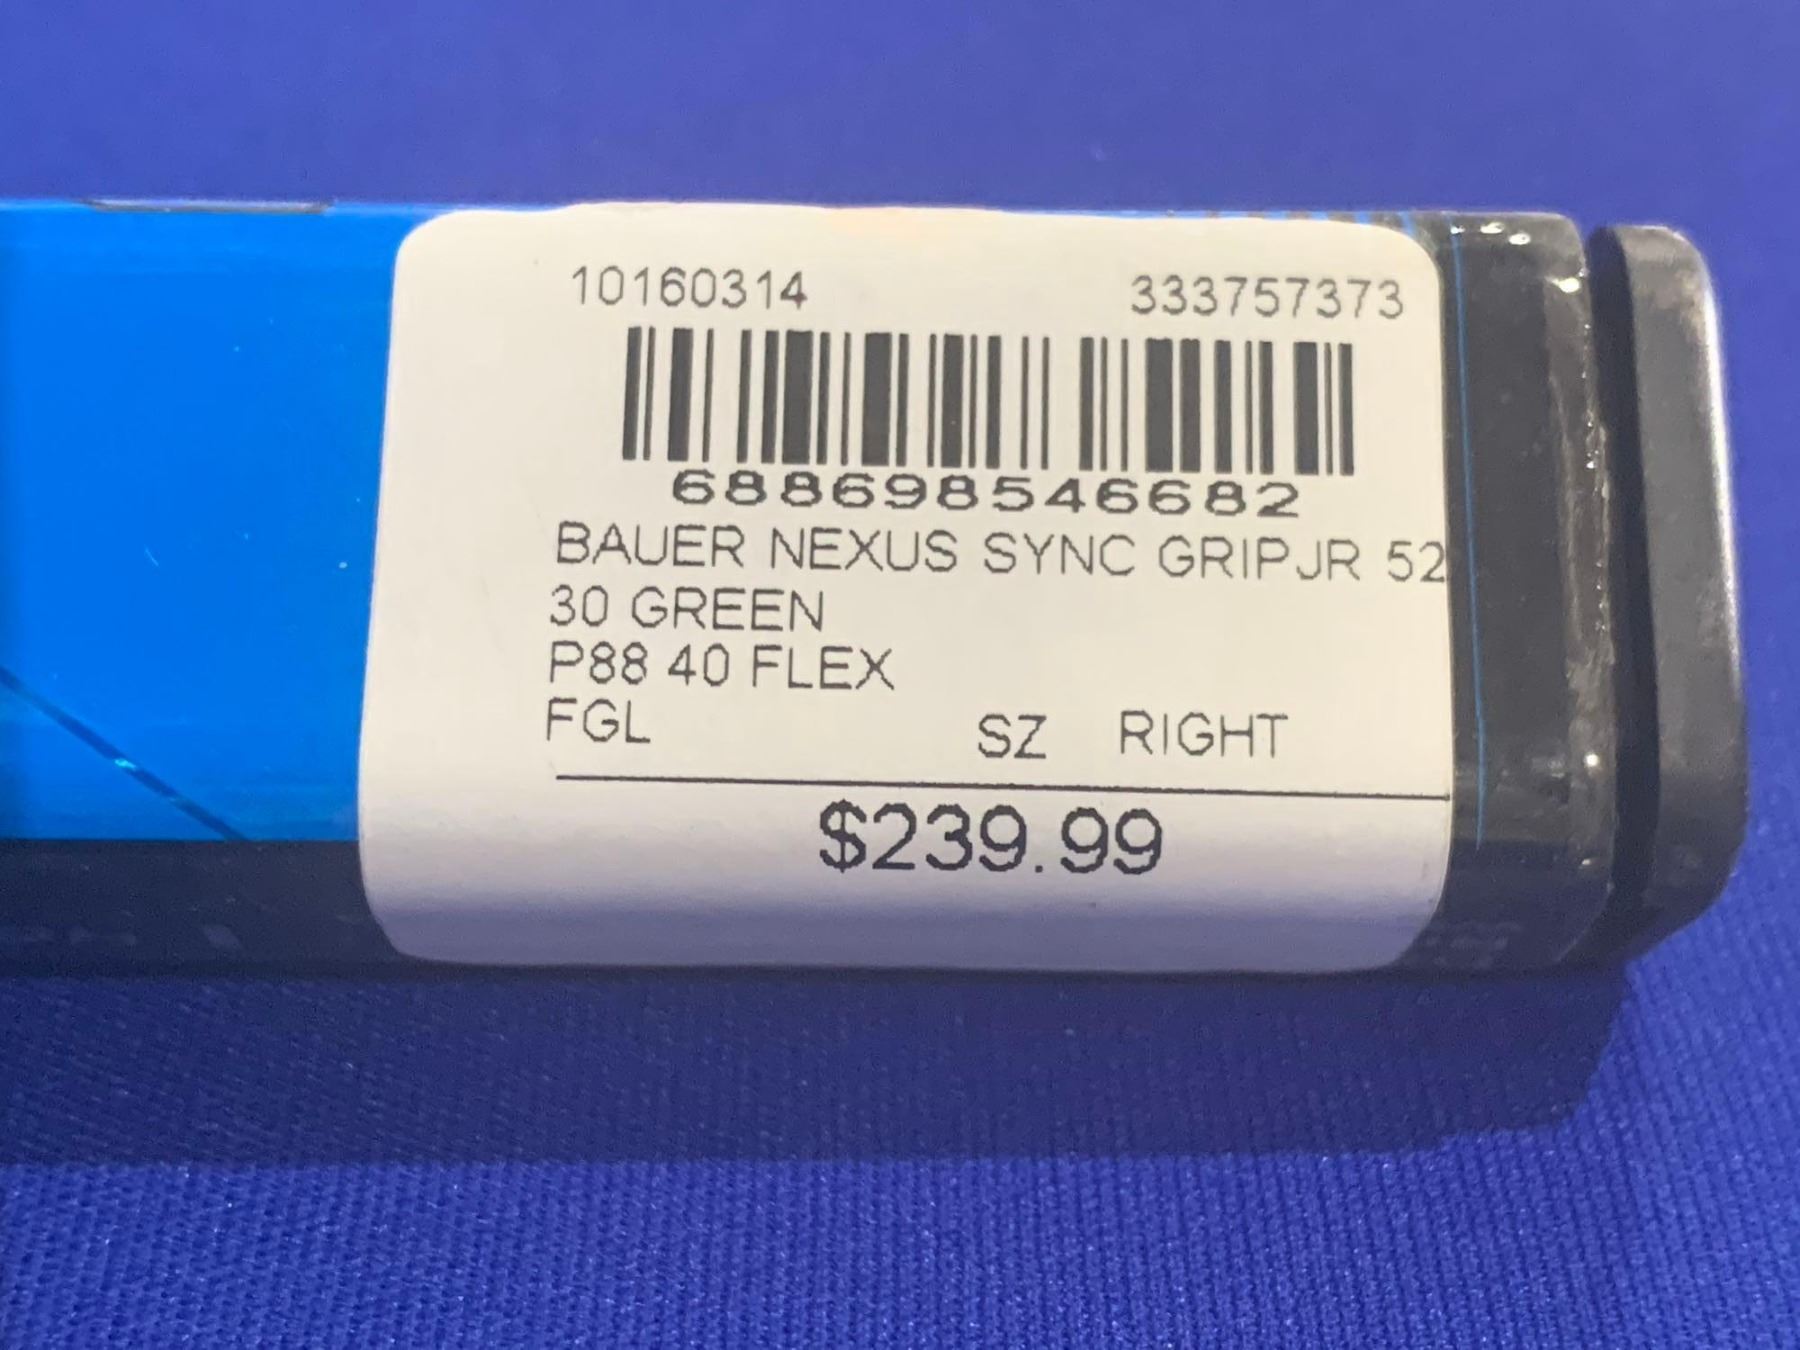 10160314 333757373
688698546682
BAUER NEXUS SYNC GRIPJR 52
30 GREEN
P88 40 FLEX
FGL SZ RIGHT
$239.99